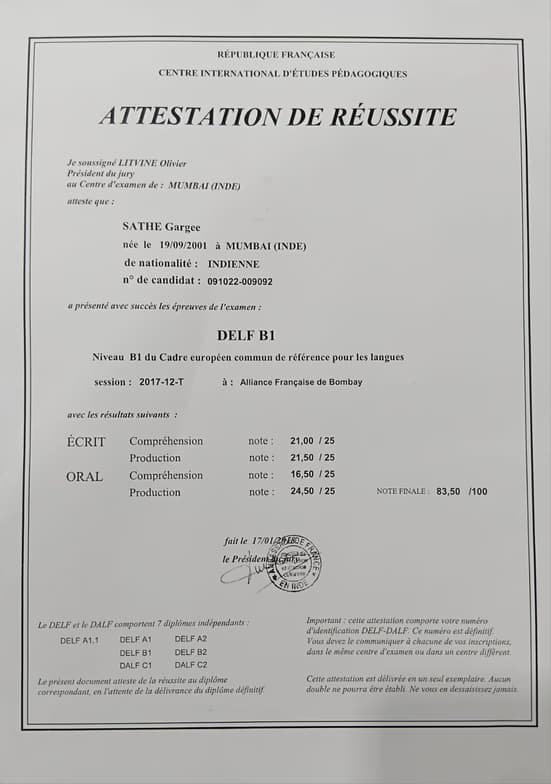 RÉPUBLIQUE FRANÇAISE
CENTRE INTERNATIONAL D'ÉTUDES PÉDAGOGIQUES
ATTESTATION DE RÉUSSITE
Je soussigné LITVINE Olivier
Président du jury
au Centre d'examen de : MUMBAI (INDE)
atteste que :
SATHE Gargee
née le 19/09/2001 à MUMBAI (INDE)
de nationalité : INDIENNE
n° de candidat : 091022-009092
a présenté avec succès les épreuves de l'examen :
DELF B1
Niveau B1 du Cadre européen commun de référence pour les langues
session : 2017-12-T à : Alliance Française de Bombay
avec les résultats suivants :
ÉCRIT Compréhension note : 21,00 / 25
Production note : 21,50 / 25
ORAL Compréhension note : 16,50 / 25
Production note : 24,50 / 25 NOTE FINALE : 83,50 /100
fait le 17/01/2018
le Président du jury
EN INDE
Le DELF et le DALF comportent 7 diplômes indépendants :
DELF A1.1 DELF A1 DELF A2
DELF B1 DELF B2
DALF C1 DALF C2
Le présent document atteste de la réussite au diplôme
correspondant, en l'attente de la délivrance du diplôme définitif.
Important : cette attestation comporte votre numéro
d'identification DELF-DALF. Ce numéro est définitif.
Vous devez le communiquer à chacune de vos inscriptions,
dans le même centre d'examen ou dans un centre différent.
Cette attestation est délivrée en un seul exemplaire. Aucun
double ne pourra être établi. Ne vous en dessaisissez jamais.